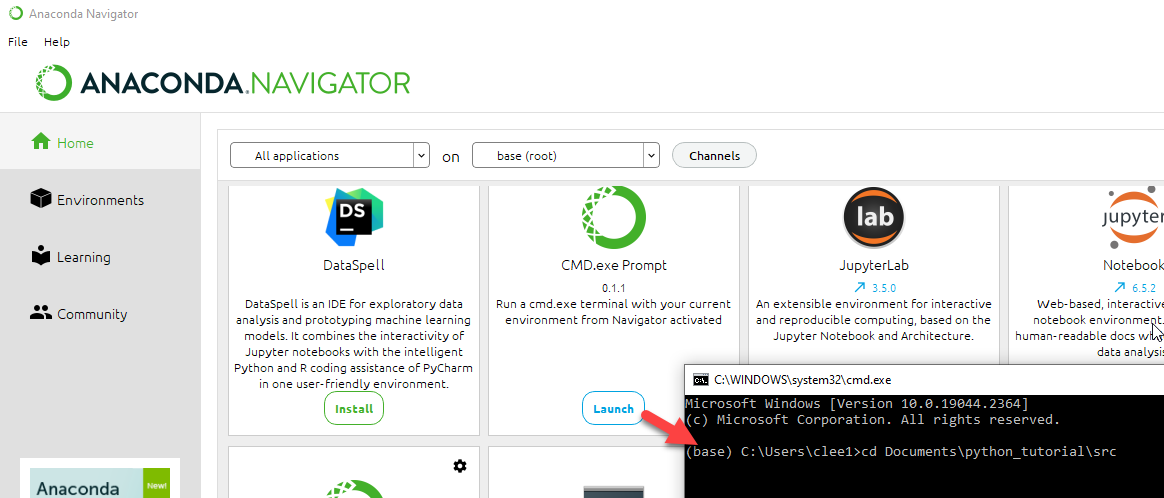 Anaconda Navigator
File Help
ANACONDA.NAVIGATOR
Home
Environments
Learning
Community
All applications on base (root) Channels
DS
DataSpell
DataSpell is an IDE for exploratory data
analysis and prototyping machine learning
models. It combines the interactivity of
Jupyter notebooks with the intelligent
Python and R coding assistance of PyCharm
in one user-friendly environment.
Install
CMD.exe Prompt
0.1.1
Run a cmd.exe terminal with your current
environment from Navigator activated
Launch
lab
JupyterLab
3.5.0
An extensible environment for interactive
and reproducible computing, based on the
Jupyter Notebook and Architecture.
jupyter
Notebook
6.5.2
Web-based, interactive
notebook environment.
human-readable docs
data analysis
C:\WINDOWS\system32\cmd.exe
Microsoft Windows [Version 10.0.19044.2364]
(c) Microsoft Corporation. All rights reserved.
(base) C:\Users\clee1>cd Documents\python_tutorial\src
Anaconda
New!